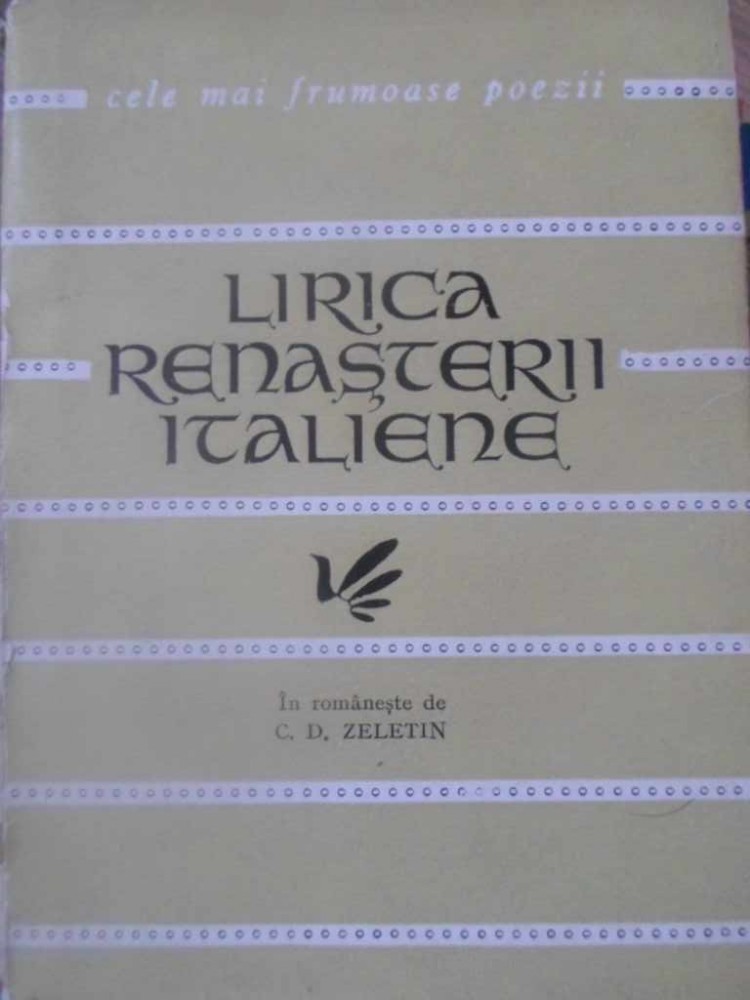 cele mai frumoase poezii
LIRICA
RENAȘTERII
ITALIENE
În românește de
C. D. ZELETIN